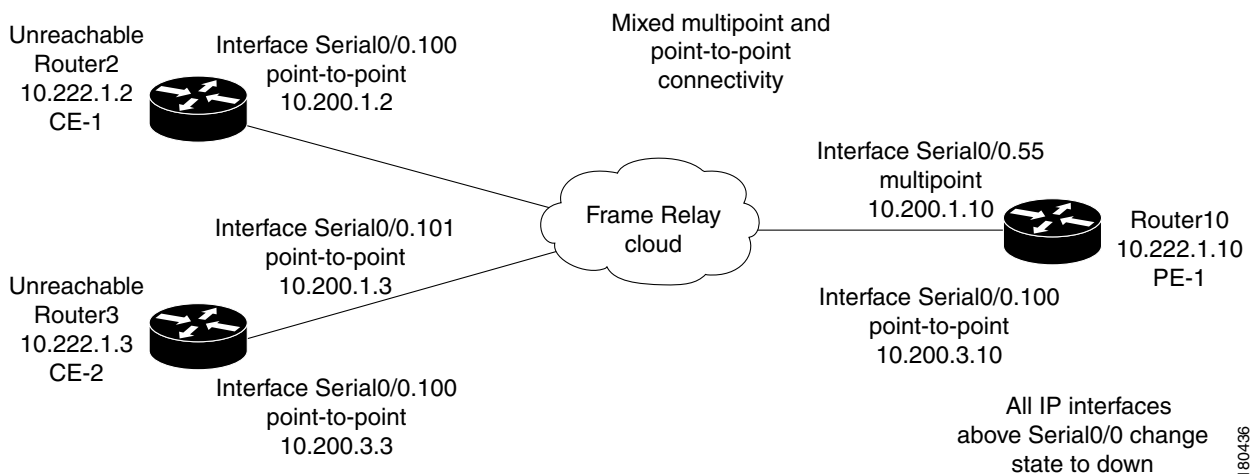 Mixed multipoint and
point-to-point
connectivity
Unreachable
Router2
10.222.1.2
CE-1
Interface Serial0/0.100
point-to-point
10.200.1.2
Interface Serial0/0.101
point-to-point
10.200.1.3
Unreachable
Router3
10.222.1.3
CE-2
Interface Serial0/0.100
point-to-point
10.200.3.3
Frame Relay
cloud
Interface Serial0/0.55
multipoint
10.200.1.10
Router10
10.222.1.10
PE-1
Interface Serial0/0.100
point-to-point
10.200.3.10
All IP interfaces
above Serial0/0 change
state to down
180436